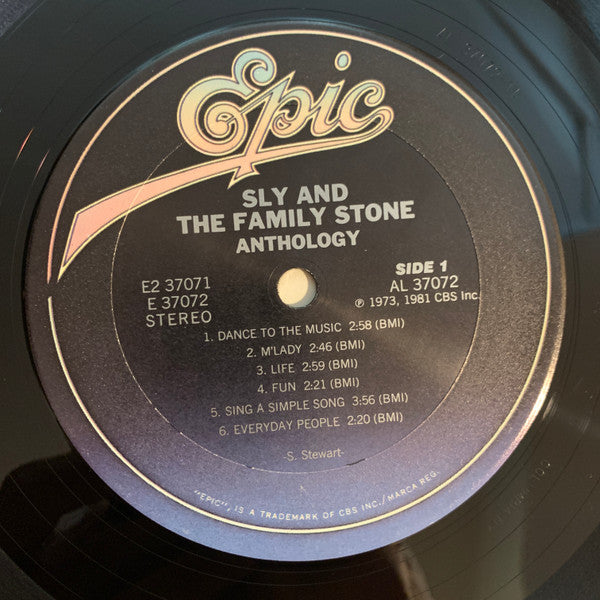 Epic
SLY AND
THE FAMILY STONE
ANTHOLOGY
E2 37071
E 37072
STEREO
SIDE 1
AL 37072
℗ 1973, 1981 CBS Inc.
1. DANCE TO THE MUSIC 2:58 (BMI)
2. M'LADY 2:46 (BMI)
3. LIFE 2:59 (BMI)
4. FUN 2:21 (BMI)
5. SING A SIMPLE SONG 3:56 (BMI)
6. EVERYDAY PEOPLE 2:20 (BMI)
-S. Stewart-
"EPIC", IS A TRADEMARK OF CBS INC./MARCA REG.